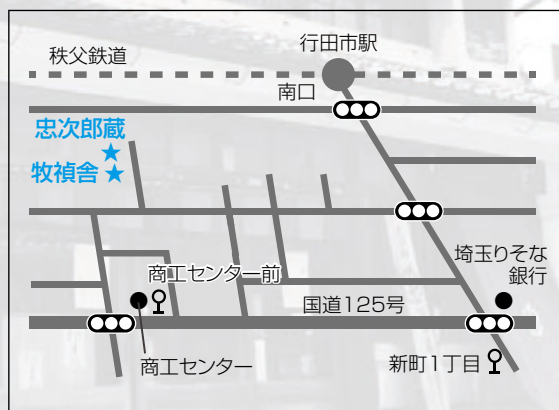 行田市駅
秩父鉄道
南口
忠次郎蔵
牧禎舎
埼玉りそな
銀行
商工センター前
国道125号
商工センター
新町1丁目